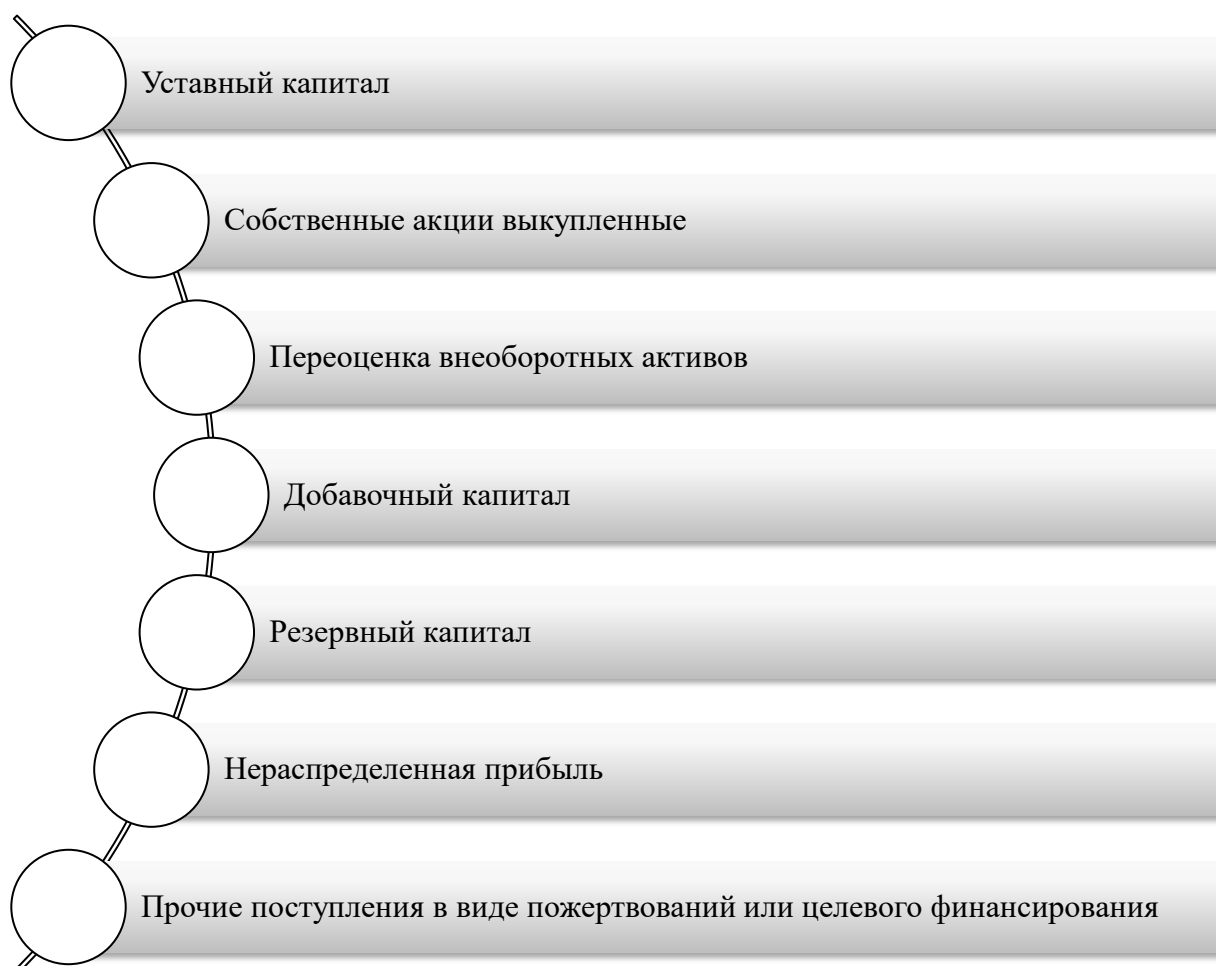 Уставный капитал
Собственные акции выкупленные
Переоценка внеоборотных активов
Добавочный капитал
Резервный капитал
Нераспределенная прибыль
Прочие поступления в виде пожертвований или целевого финансирования